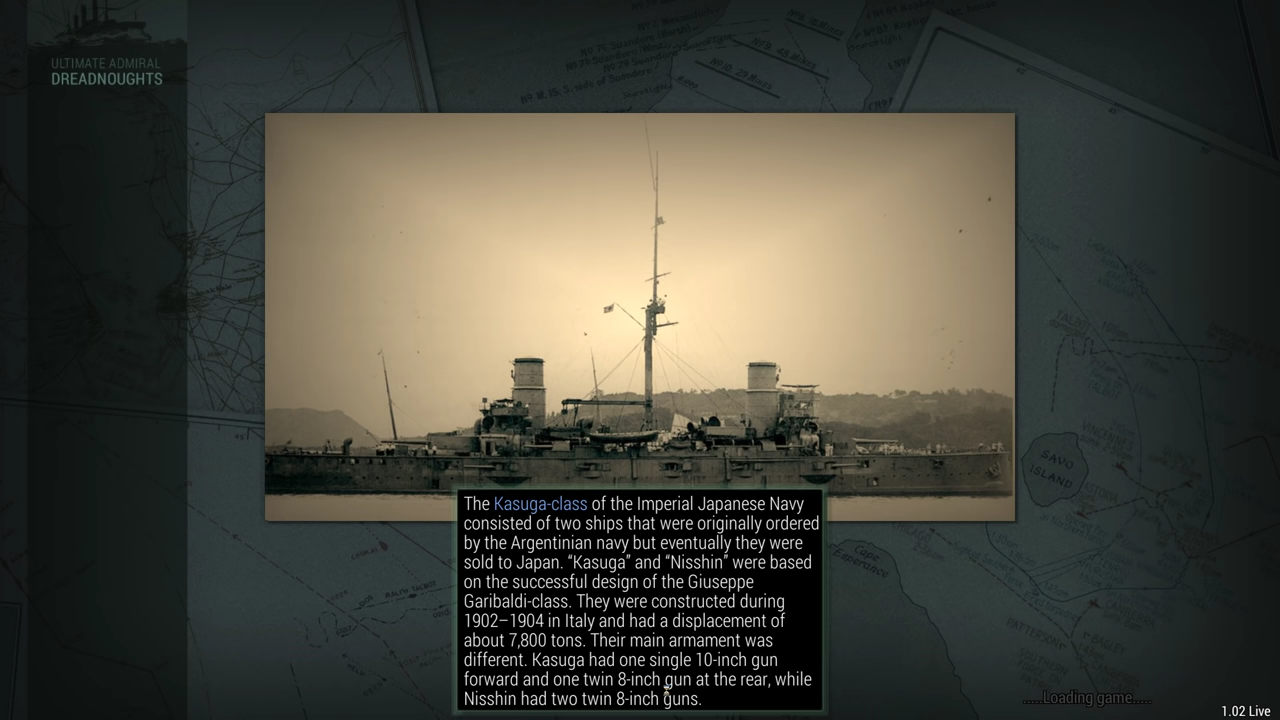 ULTIMATE ADMIRAL
DREADNOUGHTS
The Kasuga-class of the Imperial Japanese Navy
consisted of two ships that were originally ordered
by the Argentinian navy but eventually they were
sold to Japan. “Kasuga” and “Nisshin” were based
on the successful design of the Giuseppe
Garibaldi-class. They were constructed during
1902–1904 in Italy and had a displacement of
about 7,800 tons. Their main armament was
different. Kasuga had one single 10-inch gun
forward and one twin 8-inch gun at the rear, while
Nisshin had two twin 8-inch guns.
SAVO
ISLAND
Cape
Esperance
.....Loading game.....
1.02 Live